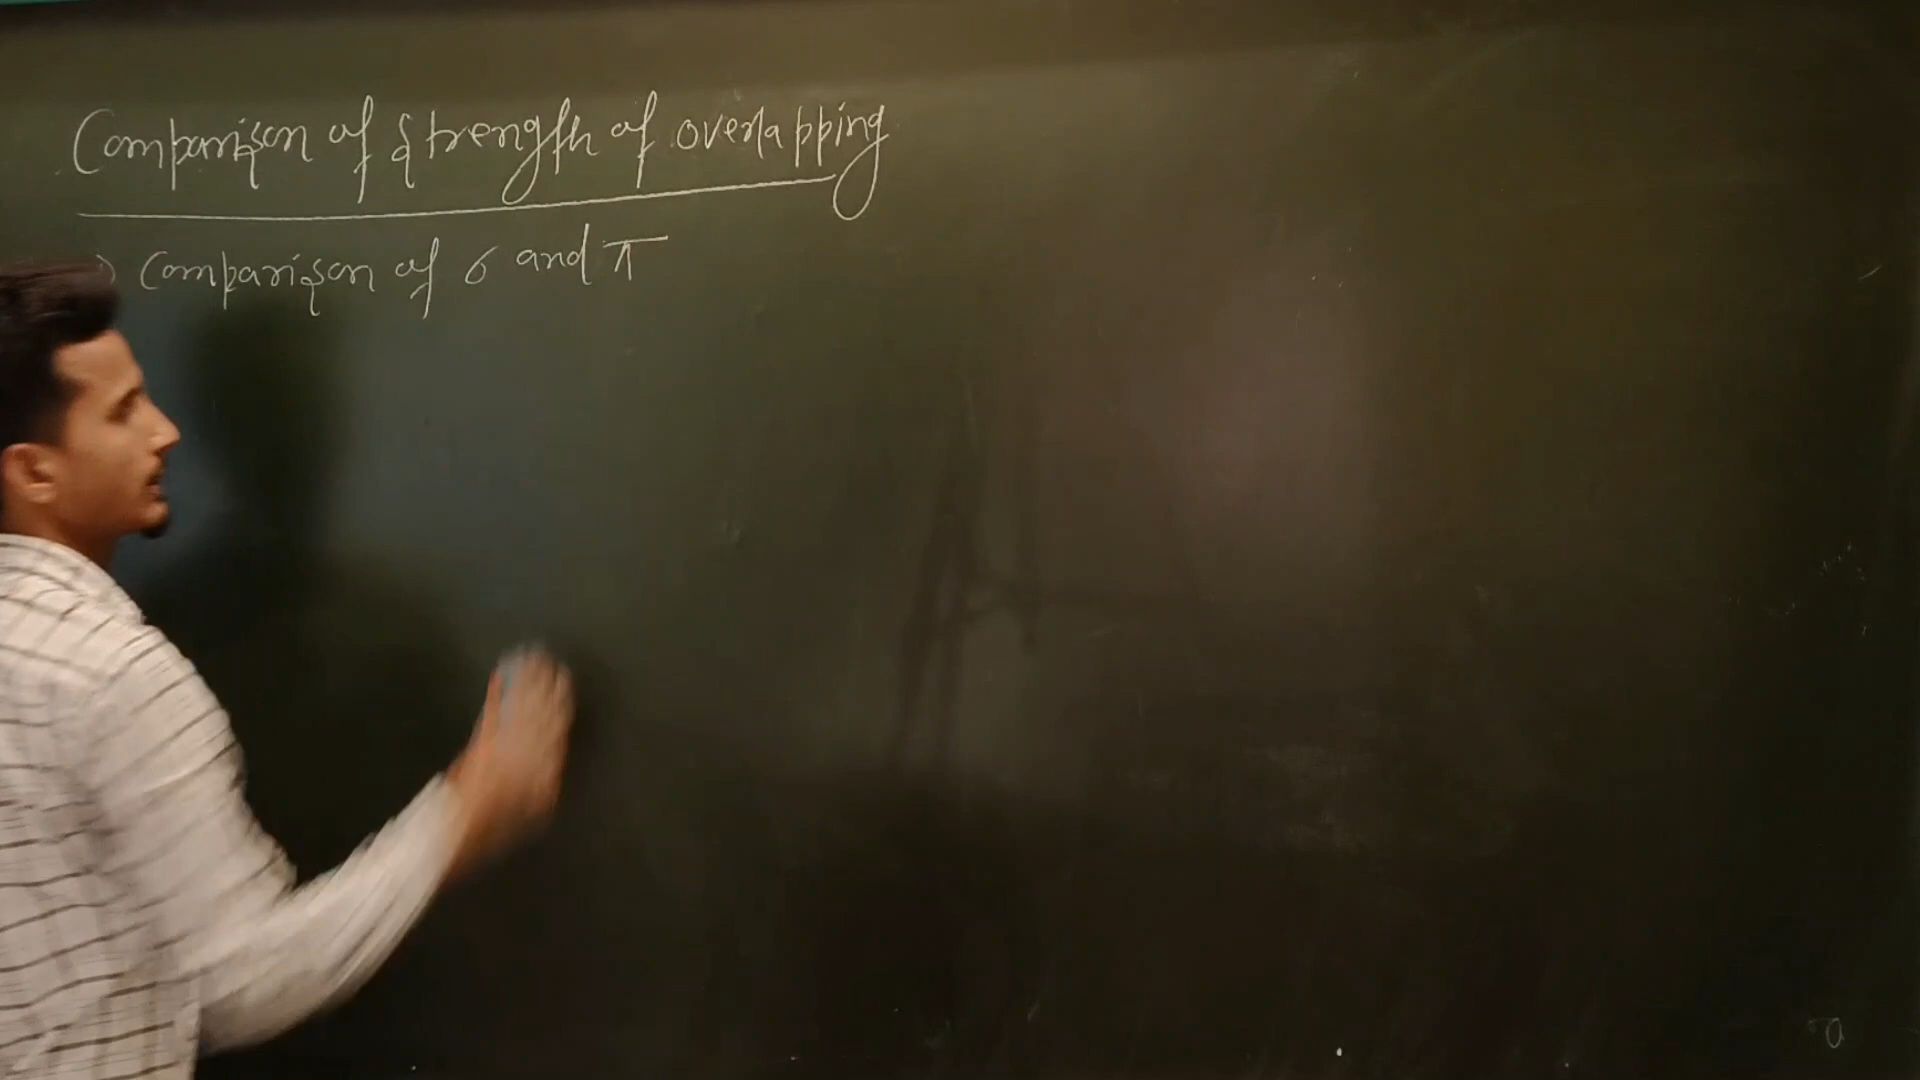 Comparison of strength of overlapping
) Comparison of σ and π